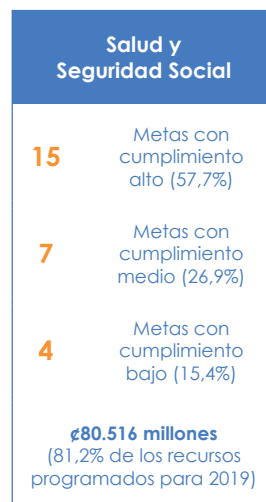 Salud y
Seguridad Social
15
Metas con
cumplimiento
alto (57,7%)
7
Metas con
cumplimiento
medio (26,9%)
4
Metas con
cumplimiento
bajo (15,4%)
¢80.516 millones
(81,2% de los recursos
programados para 2019)